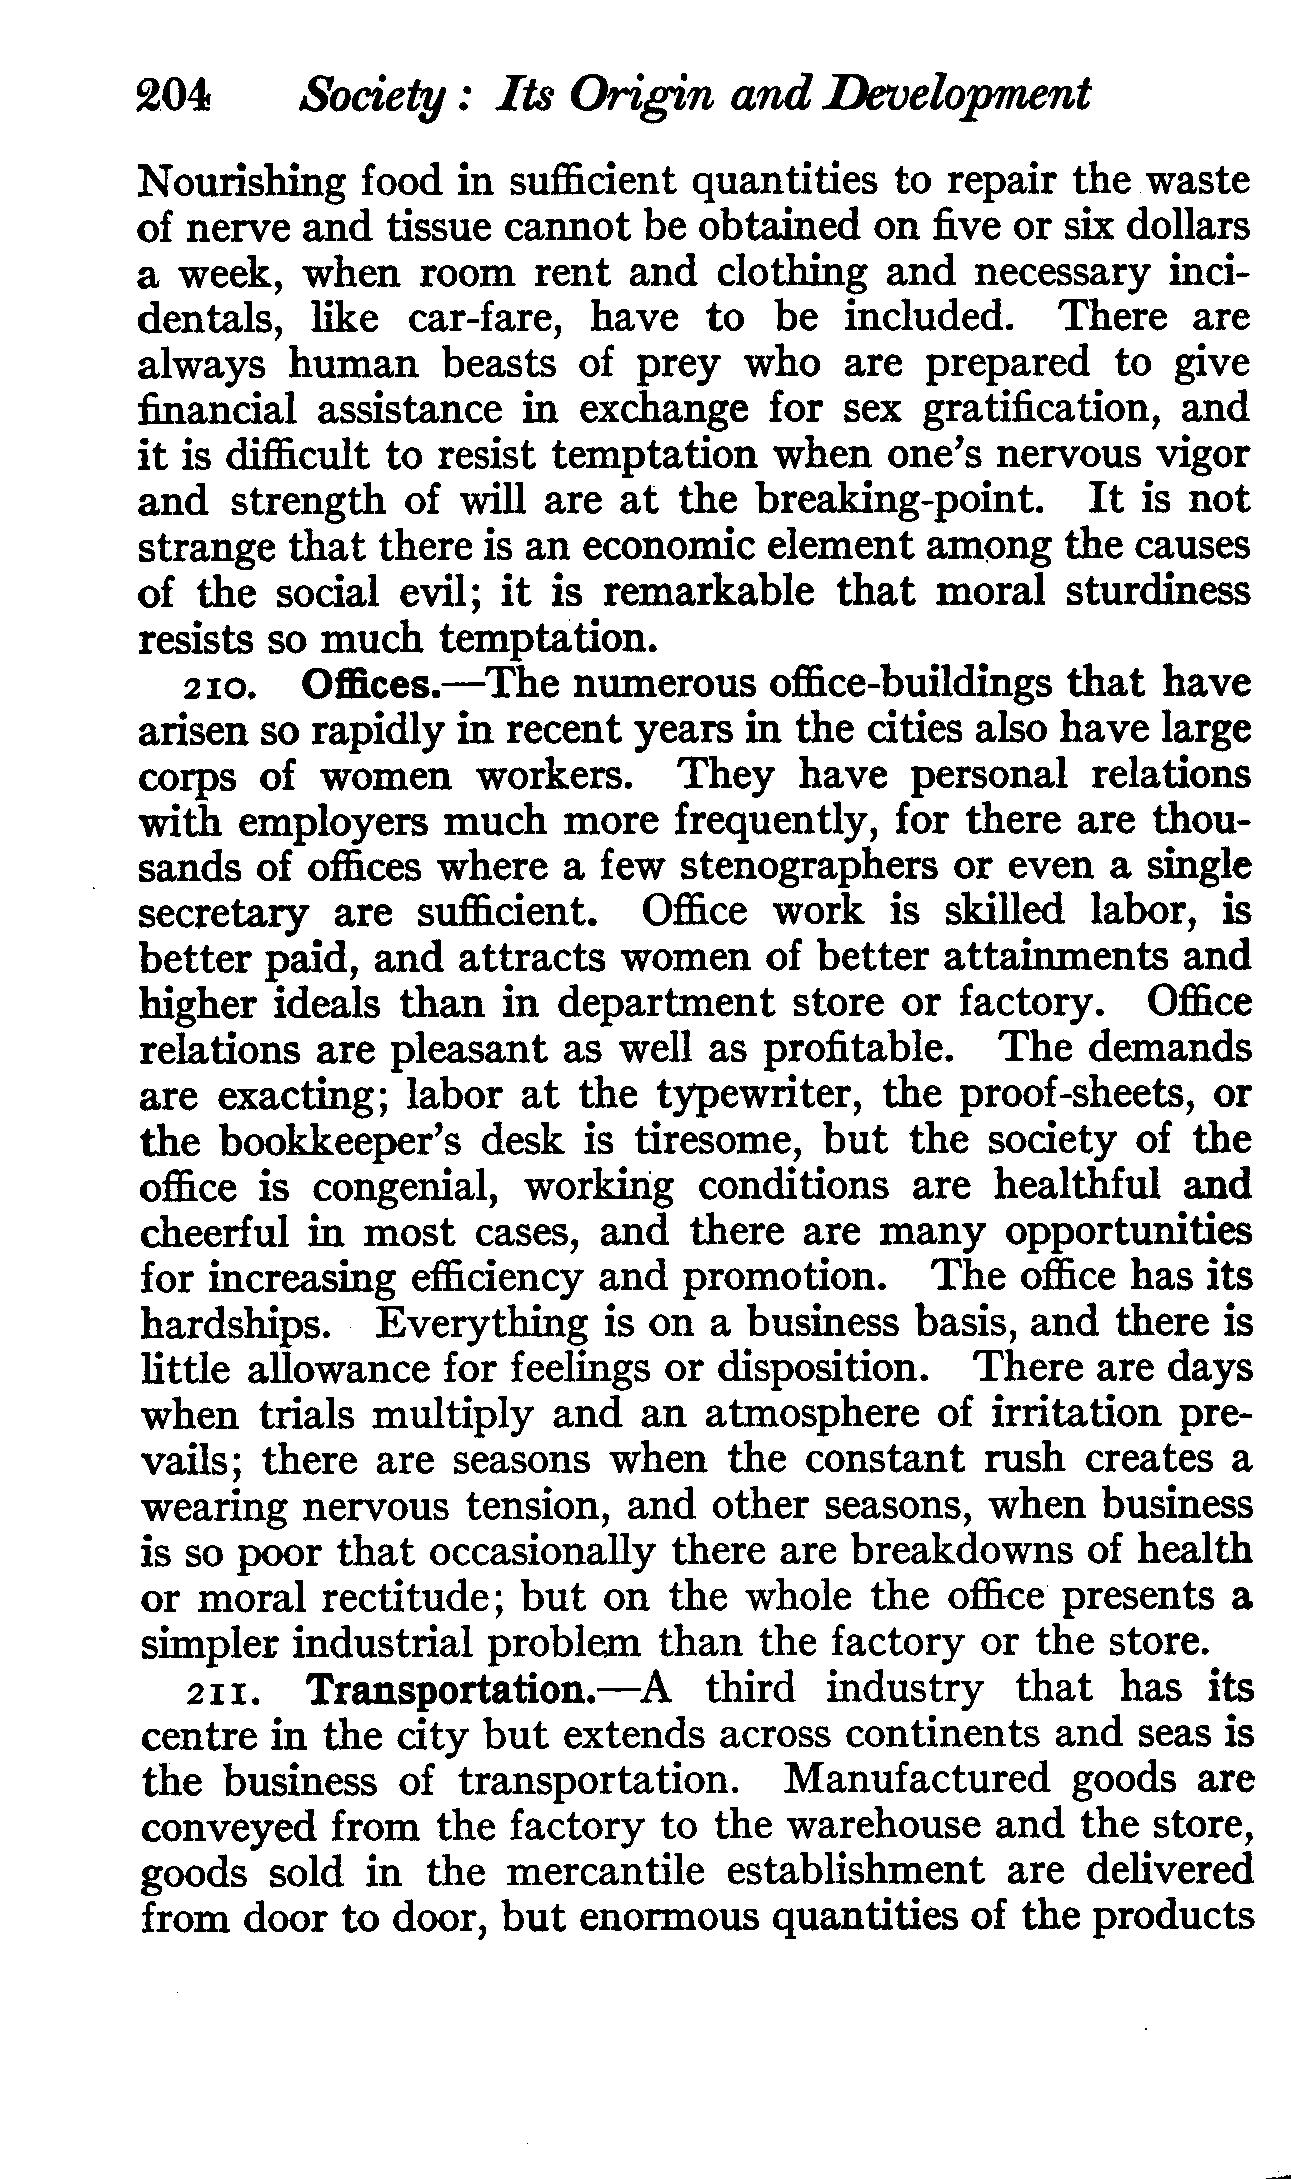 204 Society: Its Origin and Development
Nourishing food in sufficient quantities to repair the waste
of nerve and tissue cannot be obtained on five or six dollars
a week, when room rent and clothing and necessary inci-
dentals, like car-fare, have to be included. There are
always human beasts of prey who are prepared to give
financial assistance in exchange for sex gratification, and
it is difficult to resist temptation when one's nervous vigor
and strength of will are at the breaking-point. It is not
strange that there is an economic element among the causes
of the social evil; it is remarkable that moral sturdiness
resists so much temptation.
210. Offices.—The numerous office-buildings that have
arisen so rapidly in recent years in the cities also have large
corps of women workers. They have personal relations
with employers much more frequently, for there are thou-
sands of offices where a few stenographers or even a single
secretary are sufficient. Office work is skilled labor, is
better paid, and attracts women of better attainments and
higher ideals than in department store or factory. Office
relations are pleasant as well as profitable. The demands
are exacting; labor at the typewriter, the proof-sheets, or
the bookkeeper's desk is tiresome, but the society of the
office is congenial, working conditions are healthful and
cheerful in most cases, and there are many opportunities
for increasing efficiency and promotion. The office has its
hardships. Everything is on a business basis, and there is
little allowance for feelings or disposition. There are days
when trials multiply and an atmosphere of irritation pre-
vails; there are seasons when the constant rush creates a
wearing nervous tension, and other seasons, when business
is so poor that occasionally there are breakdowns of health
or moral rectitude; but on the whole the office presents a
simpler industrial problem than the factory or the store.
211. Transportation.—A third industry that has its
centre in the city but extends across continents and seas is
the business of transportation. Manufactured goods are
conveyed from the factory to the warehouse and the store,
goods sold in the mercantile establishment are delivered
from door to door, but enormous quantities of the products